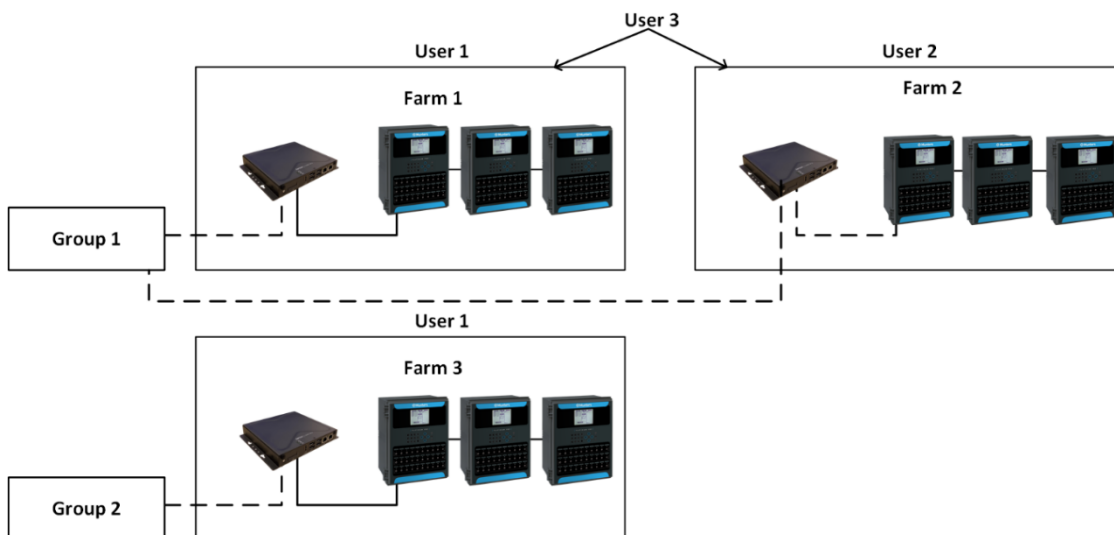 User 3
User 1
User 2
Farm 1
Farm 2
Group 1
User 1
Farm 3
Group 2